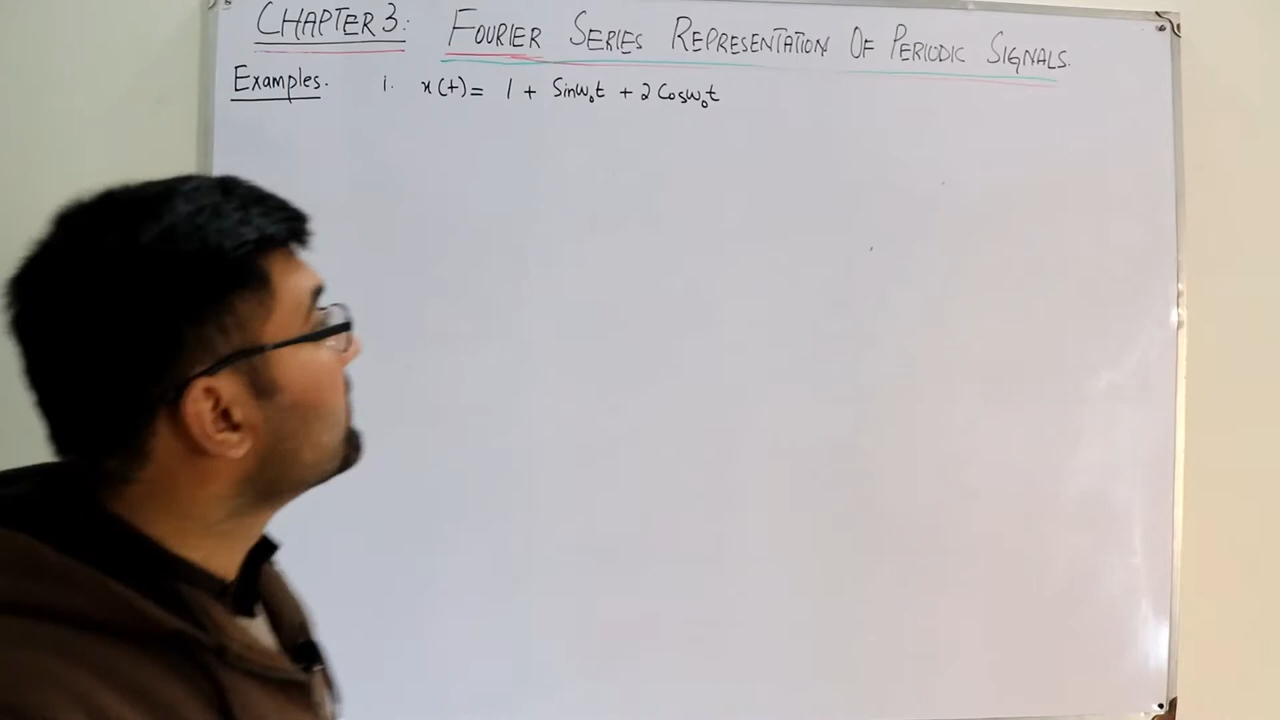 CHAPTER 3: FOURIER SERIES REPRESENTATION OF PERIODIC SIGNALS.
Examples. i. x(t) = 1 + Sinω₀t + 2 Cosω₀t